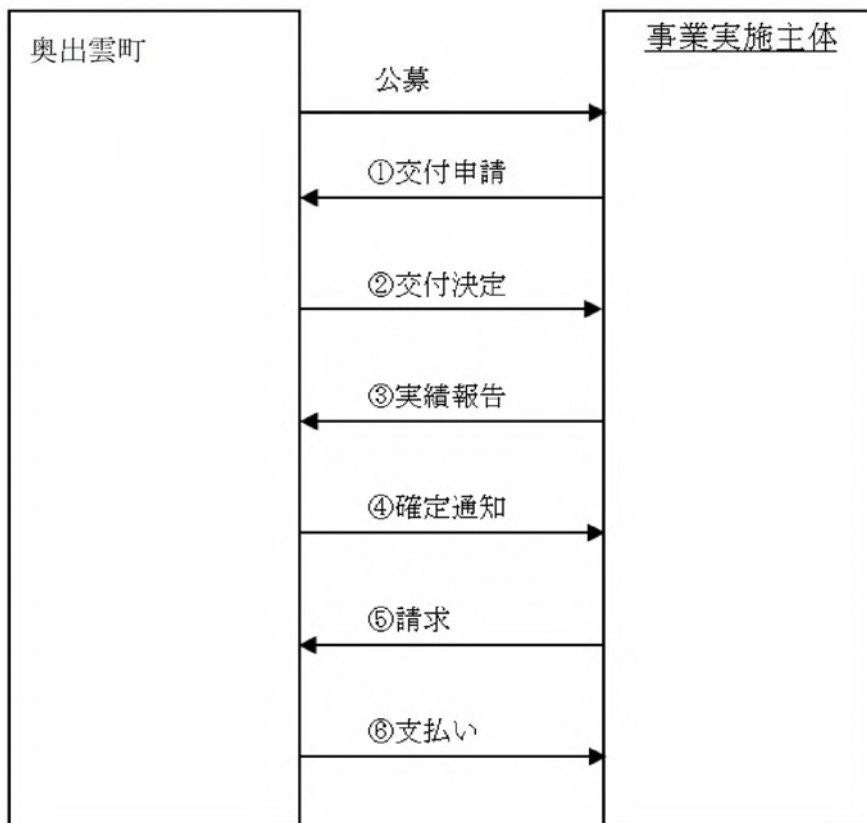 奥出雲町
事業実施主体
公募
①交付申請
②交付決定
③実績報告
④確定通知
⑤請求
⑥支払い